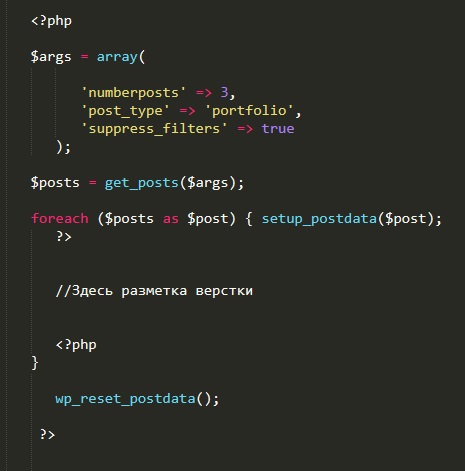 <?php
$args = array(
'numberposts' => 3,
'post_type' => 'portfolio',
'suppress_filters' => true
);
$posts = get_posts($args);
foreach ($posts as $post) { setup_postdata($post);
?>
//Здесь разметка верстки
<?php
}
wp_reset_postdata();
?>